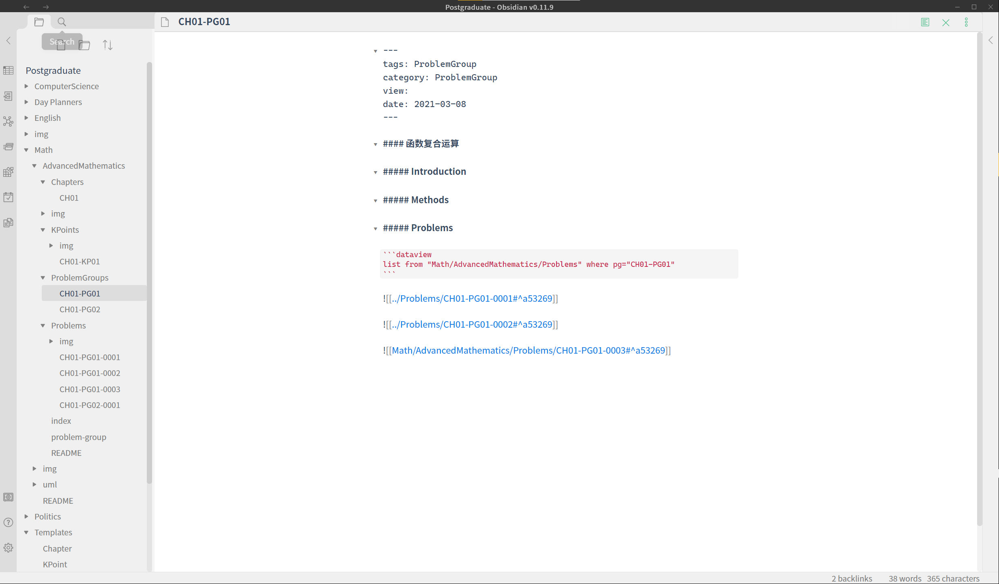 Postgraduate - Obsidian v0.11.9
CH01-PG01
Search
Postgraduate
ComputerScience
Day Planners
English
img
Math
AdvancedMathematics
Chapters
CH01
img
KPoints
img
CH01-KP01
ProblemGroups
CH01-PG01
CH01-PG02
Problems
img
CH01-PG01-0001
CH01-PG01-0002
CH01-PG01-0003
CH01-PG02-0001
index
problem-group
README
img
uml
README
Politics
Templates
Chapter
KPoint
---
tags: ProblemGroup
category: ProblemGroup
view:
date: 2021-03-08
---
#### 函数复合运算
##### Introduction
##### Methods
##### Problems
```dataview
list from "Math/AdvancedMathematics/Problems" where pg="CH01-PG01"
```
![[../Problems/CH01-PG01-0001#^a53269]]
![[../Problems/CH01-PG01-0002#^a53269]]
![[Math/AdvancedMathematics/Problems/CH01-PG01-0003#^a53269]]
2 backlinks 38 words 365 characters